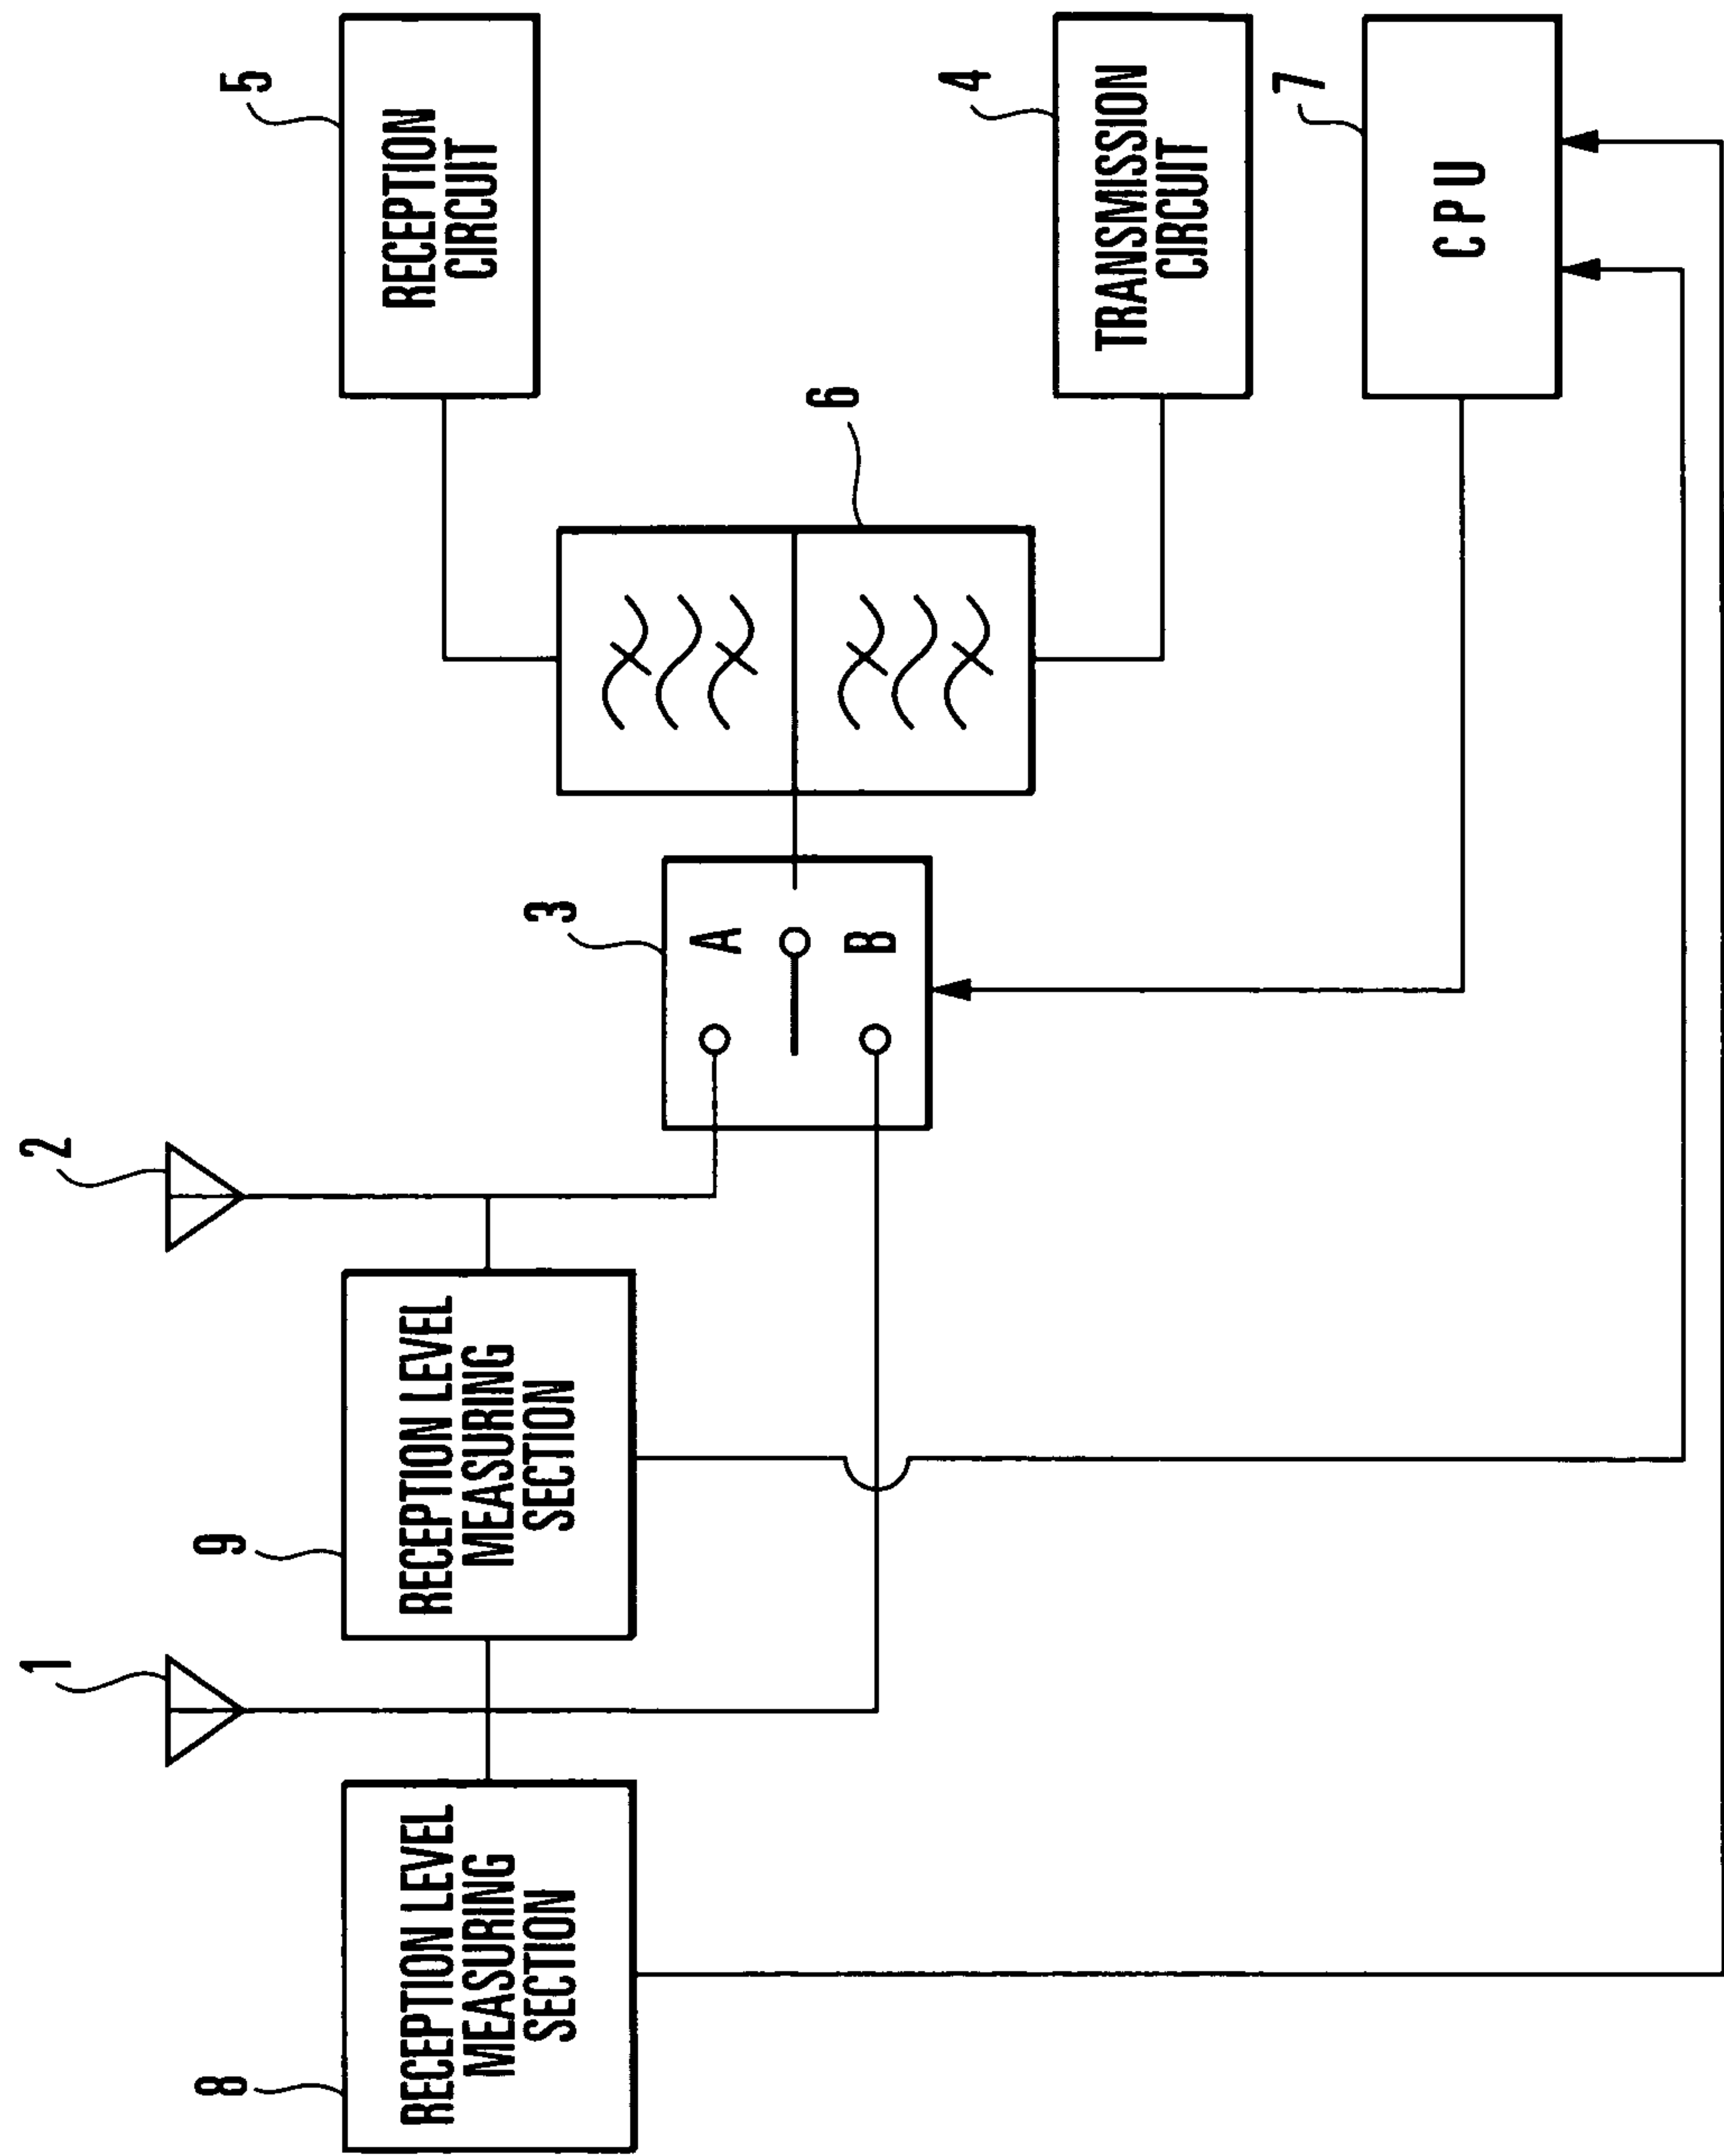 5
RECEPTION
CIRCUIT
4
TRANSMISSION
CIRCUIT
7
CPU
6
3
A
B
2
9
RECEPTION LEVEL
MEASURING
SECTION
1
8
RECEPTION LEVEL
MEASURING
SECTION